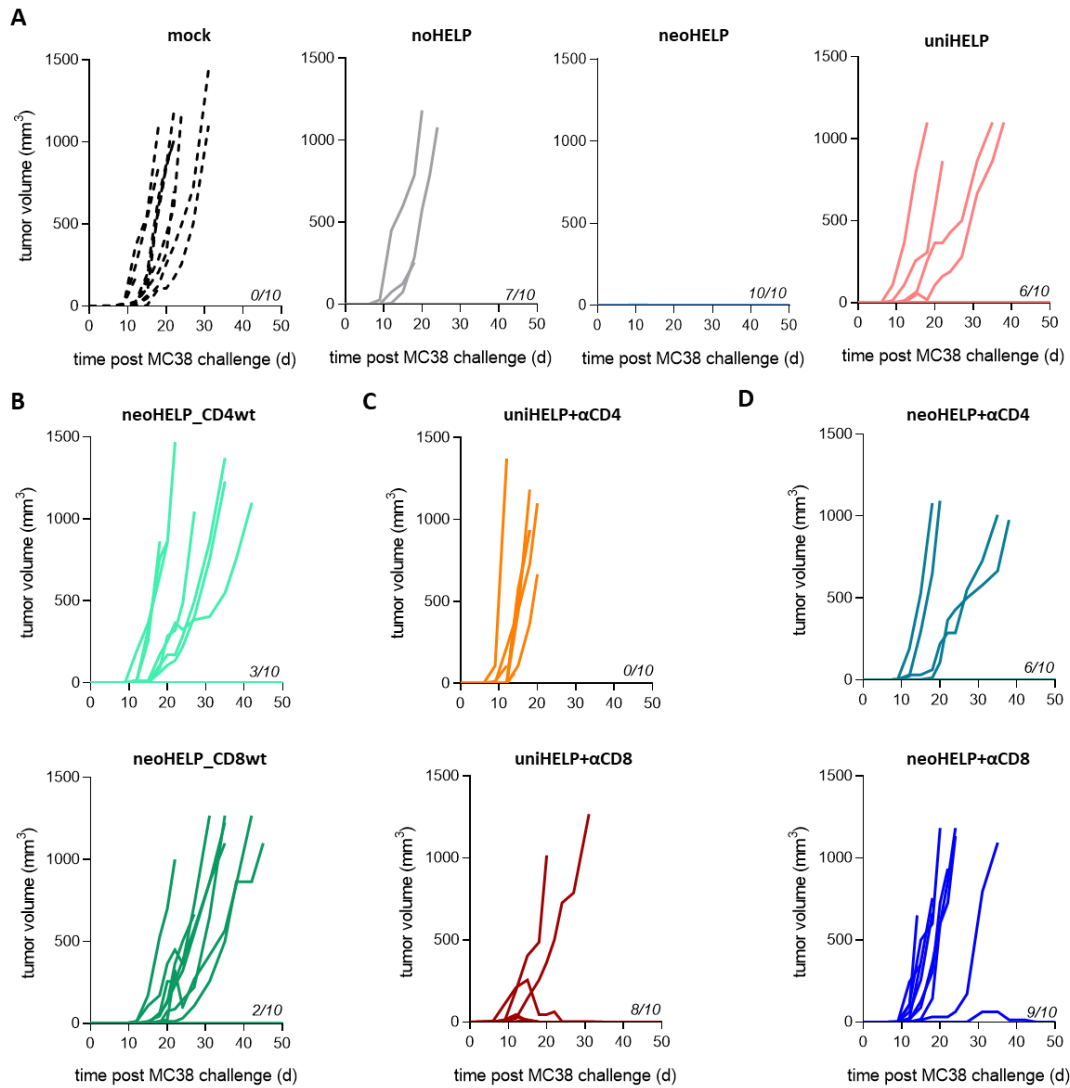 A
mock
noHELP
neoHELP
uniHELP
tumor volume (mm3)
1500
1000
500
0
0/10
0 10 20 30 40 50
time post MC38 challenge (d)
1500
1000
500
0
7/10
0 10 20 30 40 50
time post MC38 challenge (d)
1500
1000
500
0
10/10
0 10 20 30 40 50
time post MC38 challenge (d)
1500
1000
500
0
6/10
0 10 20 30 40 50
time post MC38 challenge (d)
B
neoHELP_CD4wt
tumor volume (mm3)
1500
1000
500
0
3/10
0 10 20 30 40 50
C
uniHELP+αCD4
tumor volume (mm3)
1500
1000
500
0
0/10
0 10 20 30 40 50
D
neoHELP+αCD4
tumor volume (mm3)
1500
1000
500
0
6/10
0 10 20 30 40 50
neoHELP_CD8wt
tumor volume (mm3)
1500
1000
500
0
2/10
0 10 20 30 40 50
time post MC38 challenge (d)
uniHELP+αCD8
tumor volume (mm3)
1500
1000
500
0
8/10
0 10 20 30 40 50
time post MC38 challenge (d)
neoHELP+αCD8
tumor volume (mm3)
1500
1000
500
0
9/10
0 10 20 30 40 50
time post MC38 challenge (d)